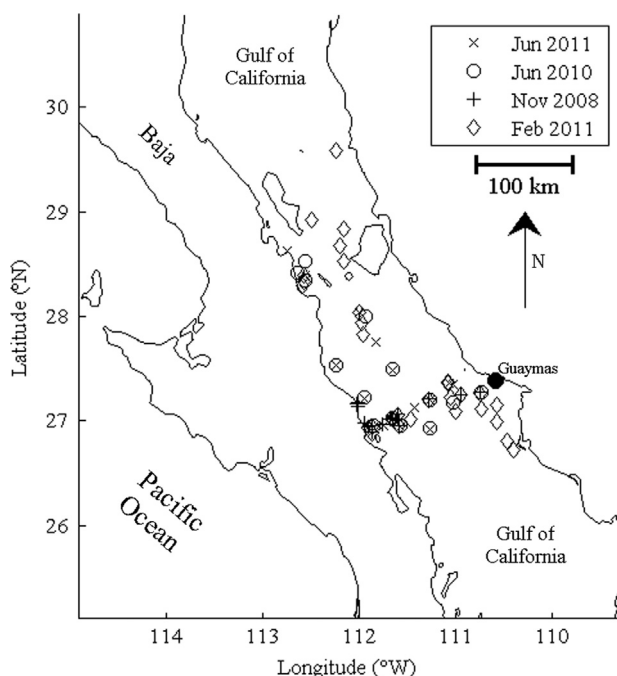 Gulf of
California
Jun 2011
Jun 2010
Nov 2008
Feb 2011
100 km
N
Baja
Guaymas
Pacific
Ocean
Gulf of
California
30
29
28
27
26
Latitude (°N)
114
113
112
111
110
Longitude (°W)